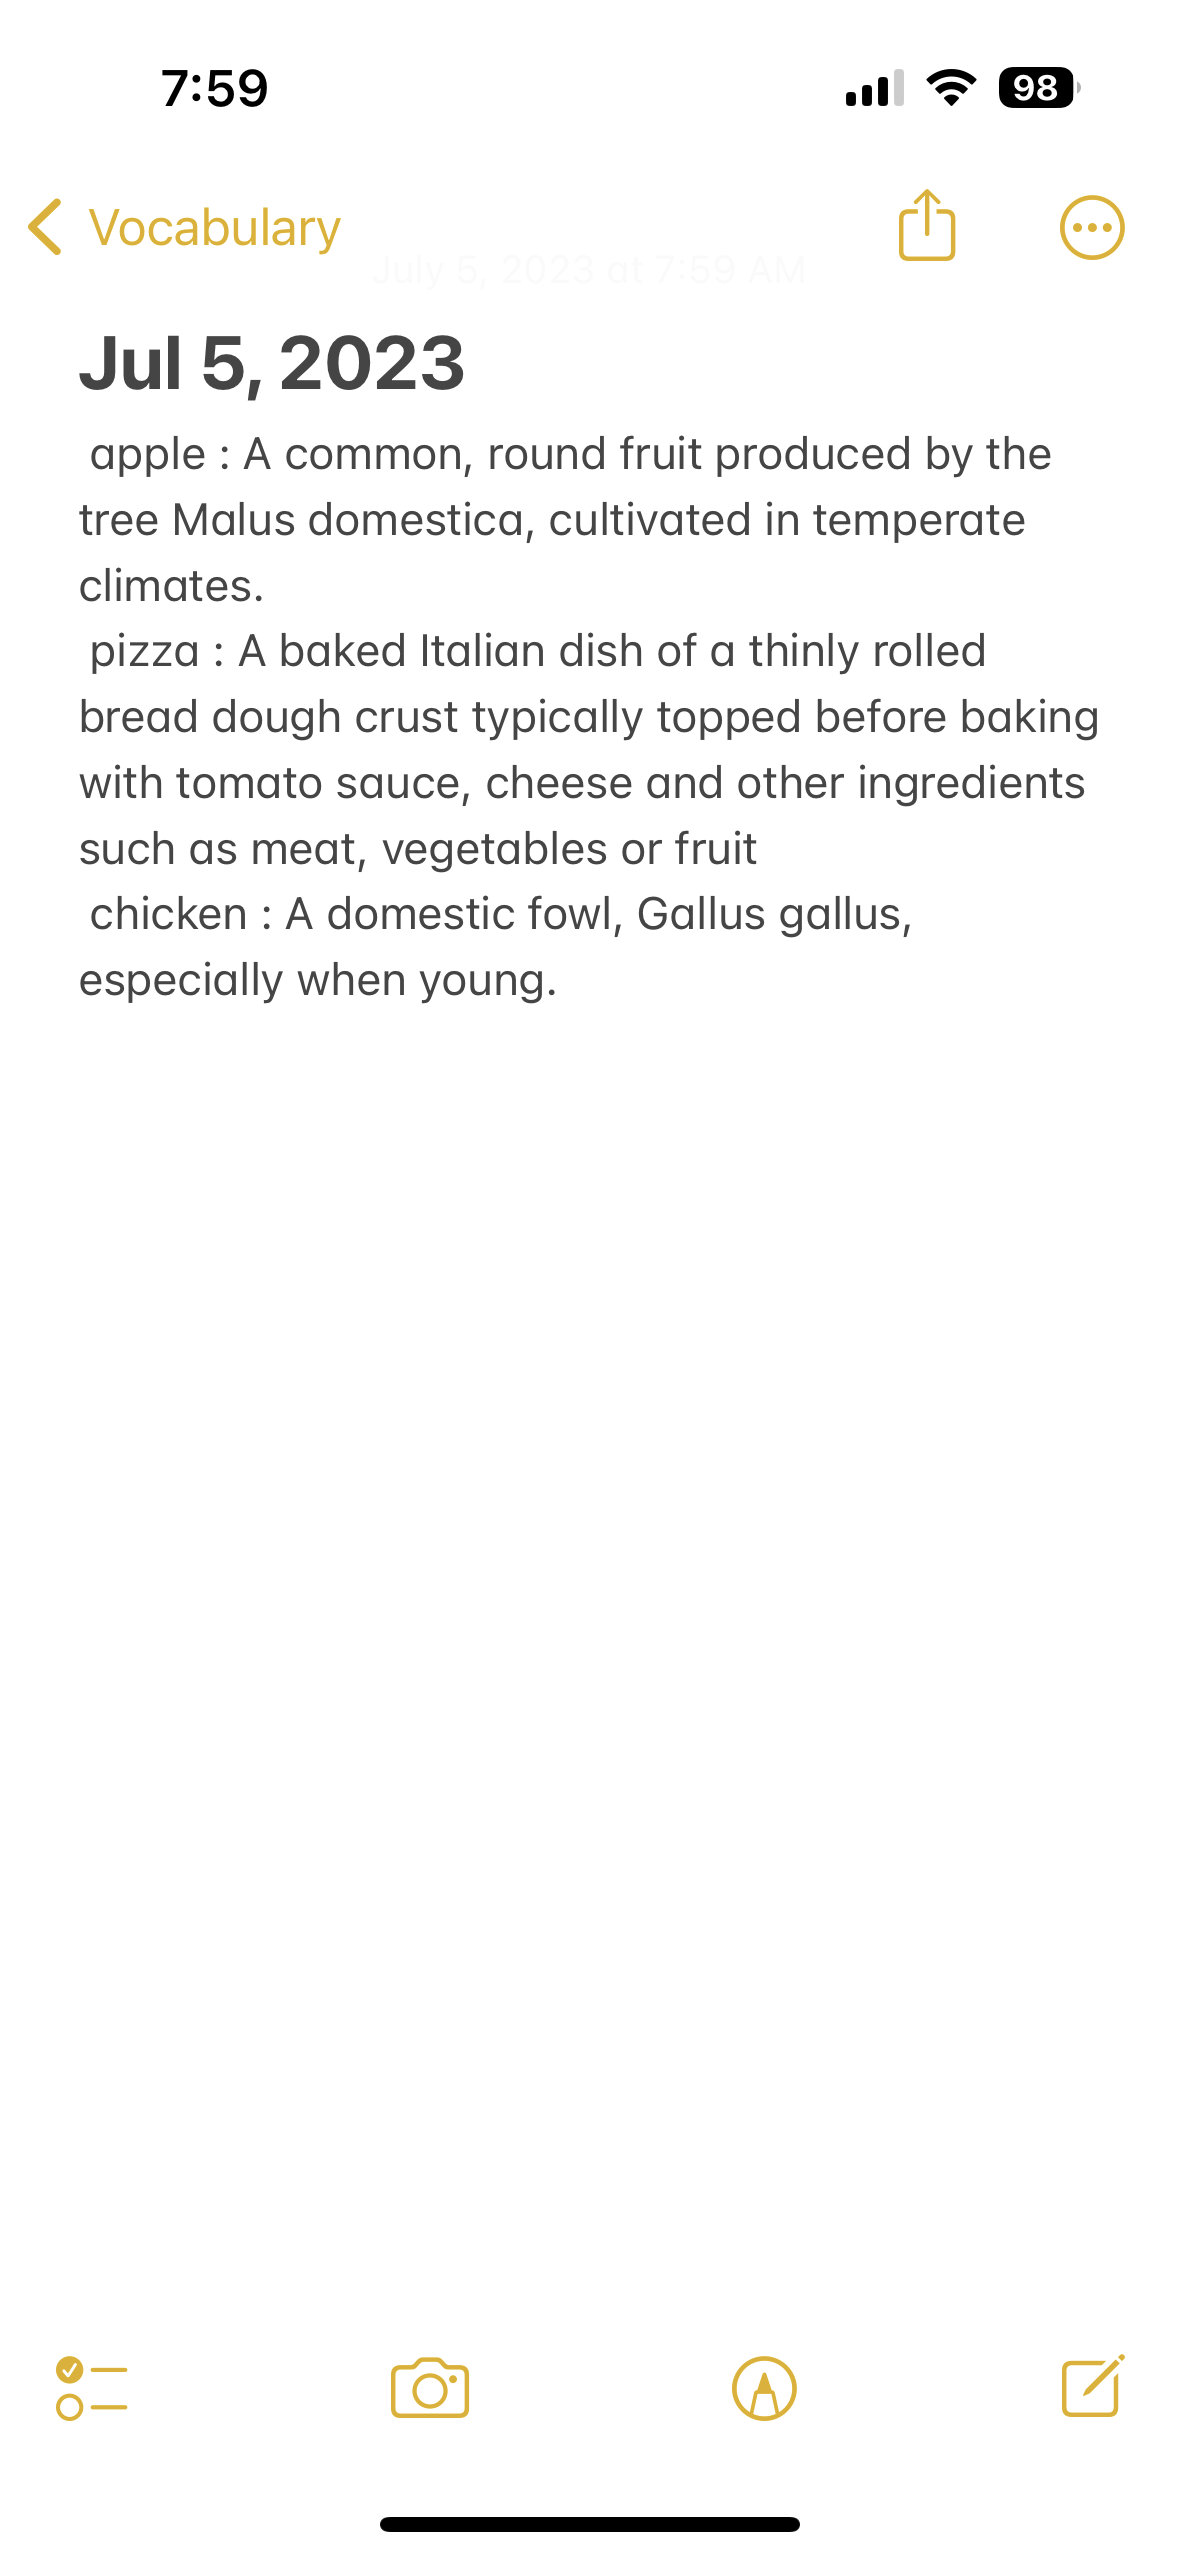 7:59
98
Vocabulary
July 5, 2023 at 7:59 AM
Jul 5, 2023
apple : A common, round fruit produced by the
tree Malus domestica, cultivated in temperate
climates.
pizza : A baked Italian dish of a thinly rolled
bread dough crust typically topped before baking
with tomato sauce, cheese and other ingredients
such as meat, vegetables or fruit
chicken : A domestic fowl, Gallus gallus,
especially when young.